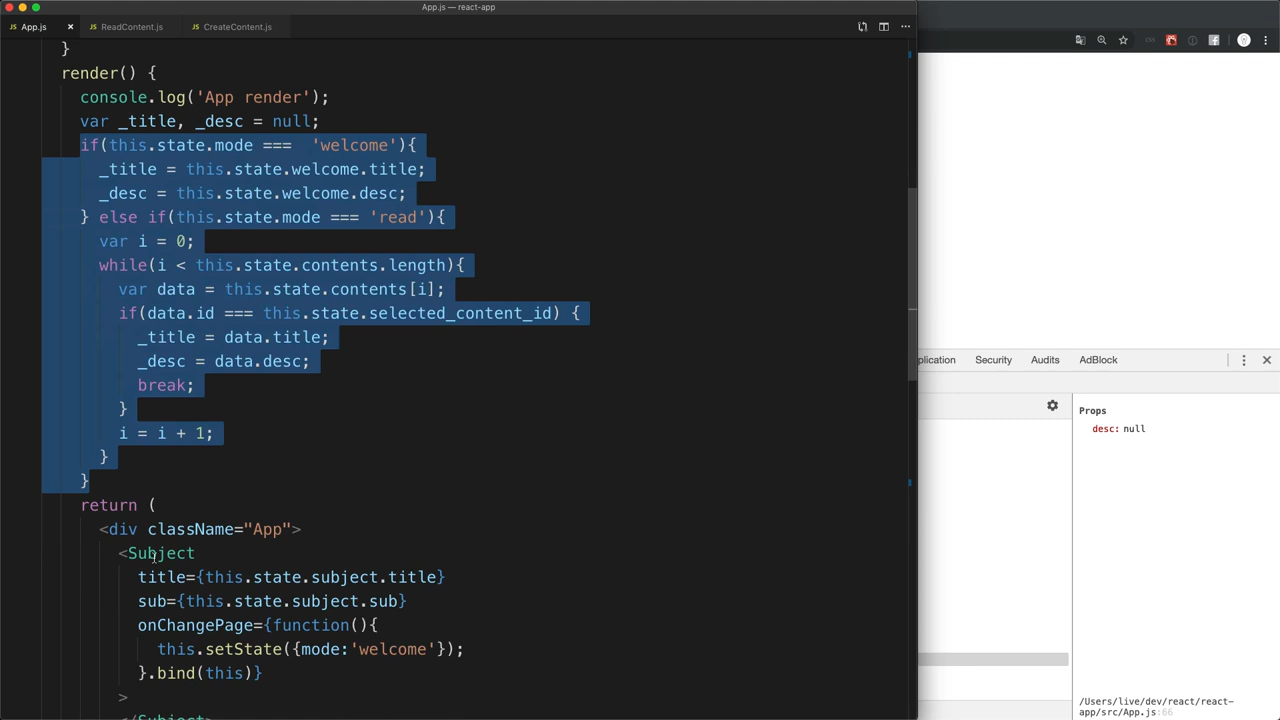 App.js — react-app
JS App.js × JS ReadContent.js JS CreateContent.js
}
render() {
console.log('App render');
var _title, _desc = null;
if(this.state.mode === 'welcome'){
_title = this.state.welcome.title;
_desc = this.state.welcome.desc;
} else if(this.state.mode === 'read'){
var i = 0;
while(i < this.state.contents.length){
var data = this.state.contents[i];
if(data.id === this.state.selected_content_id) {
_title = data.title;
_desc = data.desc;
break;
}
i = i + 1;
}
}
return (
<div className="App">
<Subject
title={this.state.subject.title}
sub={this.state.subject.sub}
onChangePage={function(){
this.setState({mode:'welcome'});
}.bind(this)}
>
</Subject>
plication Security Audits AdBlock
Props
desc: null
/Users/live/dev/react/react-
app/src/App.js:66